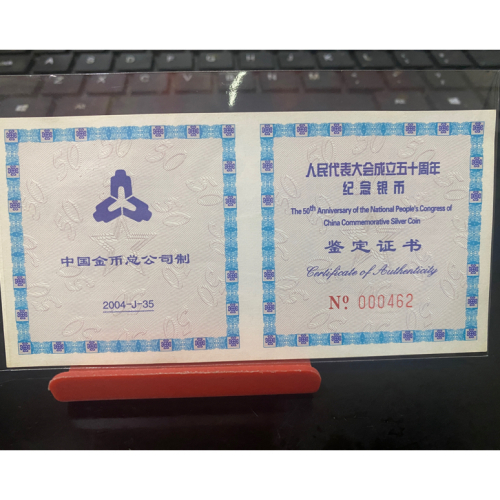 中国金币总公司制
2004-J-35
人民代表大会成立五十周年
纪念银币
The 50th Anniversary of the National People's Congress of
China Commemorative Silver Coin
鉴定证书
Certificate of Authenticity
Nº 000462